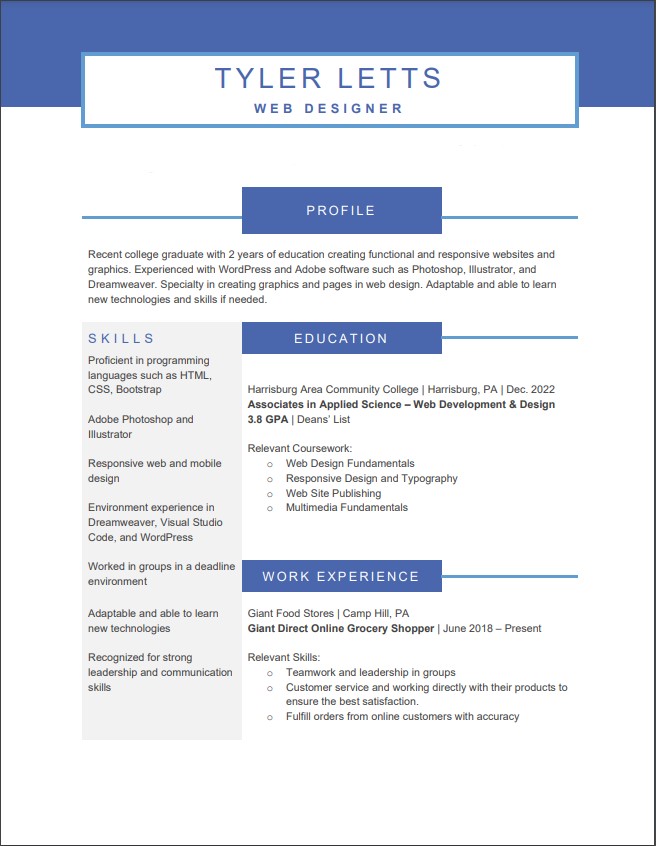 TYLER LETTS
WEB DESIGNER
PROFILE
Recent college graduate with 2 years of education creating functional and responsive websites and
graphics. Experienced with WordPress and Adobe software such as Photoshop, Illustrator, and
Dreamweaver. Specialty in creating graphics and pages in web design. Adaptable and able to learn
new technologies and skills if needed.
SKILLS
Proficient in programming
languages such as HTML,
CSS, Bootstrap
Adobe Photoshop and
Illustrator
Responsive web and mobile
design
Environment experience in
Dreamweaver, Visual Studio
Code, and WordPress
Worked in groups in a deadline
environment
Adaptable and able to learn
new technologies
Recognized for strong
leadership and communication
skills
EDUCATION
Harrisburg Area Community College | Harrisburg, PA | Dec. 2022
Associates in Applied Science – Web Development & Design
3.8 GPA | Deans’ List
Relevant Coursework:
o Web Design Fundamentals
o Responsive Design and Typography
o Web Site Publishing
o Multimedia Fundamentals
WORK EXPERIENCE
Giant Food Stores | Camp Hill, PA
Giant Direct Online Grocery Shopper | June 2018 – Present
Relevant Skills:
o Teamwork and leadership in groups
o Customer service and working directly with their products to
ensure the best satisfaction.
o Fulfill orders from online customers with accuracy